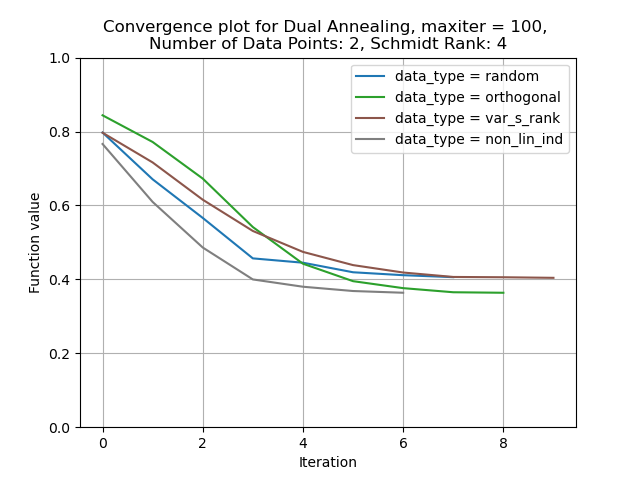 Convergence plot for Dual Annealing, maxiter = 100,
Number of Data Points: 2, Schmidt Rank: 4
data_type = random
data_type = orthogonal
data_type = var_s_rank
data_type = non_lin_ind
Function value
1.0
0.8
0.6
0.4
0.2
0.0
0 2 4 6 8
Iteration